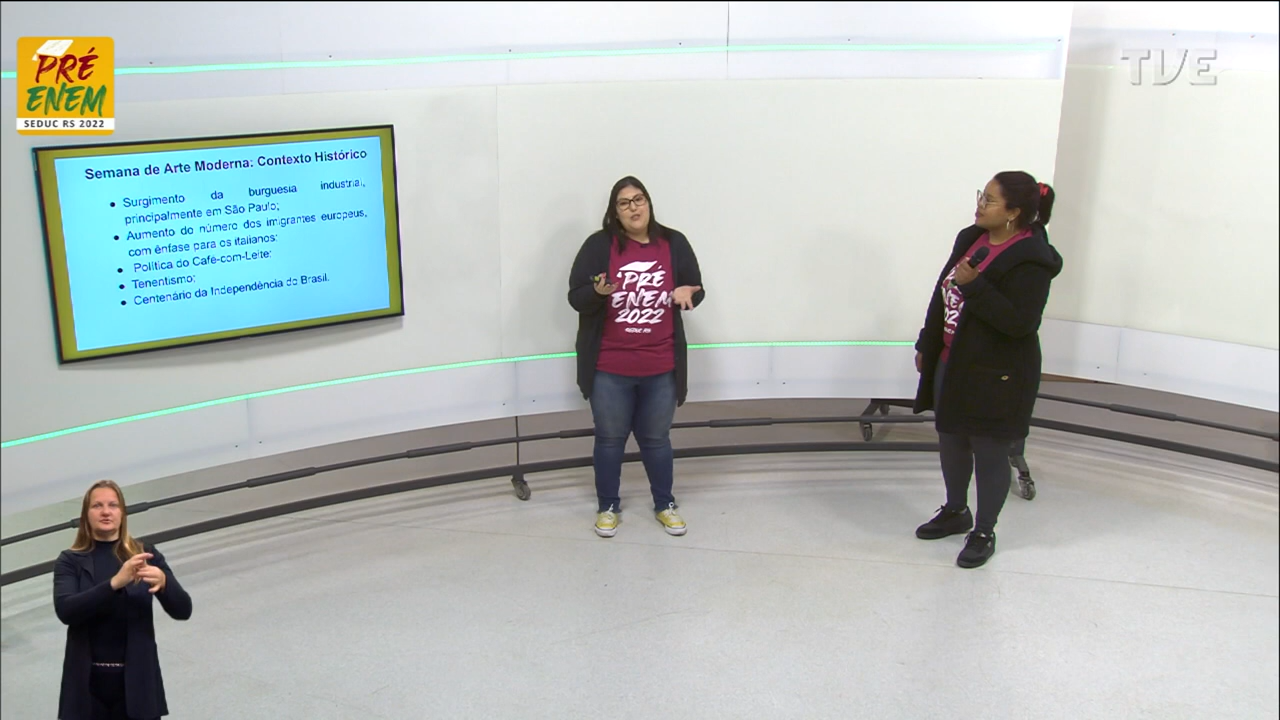 PRÉ
ENEM
SEDUC RS 2022
TVE
Semana de Arte Moderna: Contexto Histórico
• Surgimento da burguesia industrial,
principalmente em São Paulo;
• Aumento do número dos imigrantes europeus,
com ênfase para os italianos;
• Política do Café-com-Leite;
• Tenentismo;
• Centenário da Independência do Brasil.
PRÉ
ENEM
2022
SEDUC RS